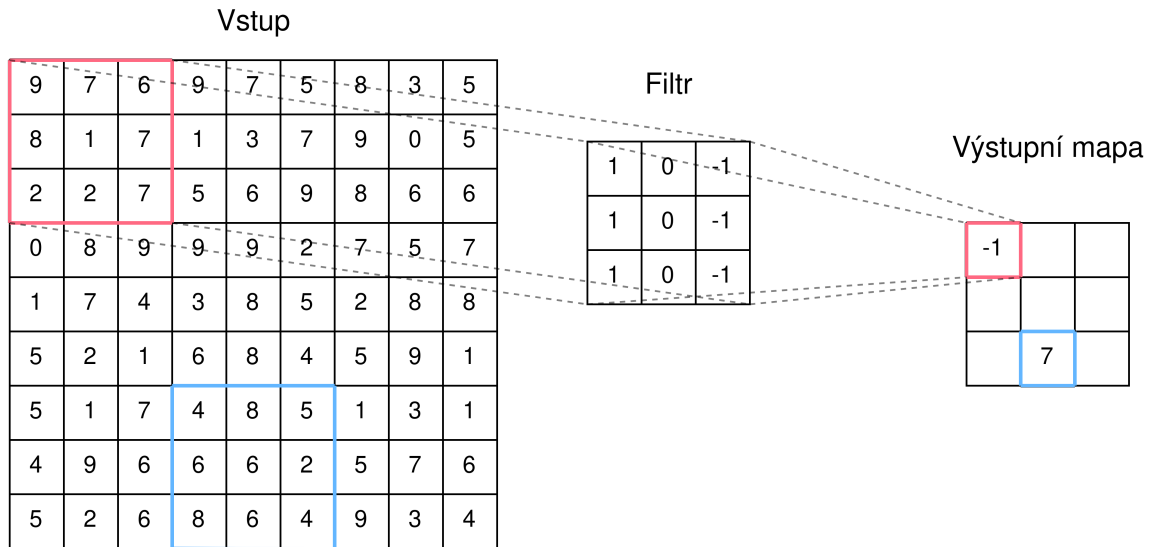 Vstup
9 7 6 9 7 5 8 3 5
8 1 7 1 3 7 9 0 5
2 2 7 5 6 9 8 6 6
0 8 9 9 9 2 7 5 7
1 7 4 3 8 5 2 8 8
5 2 1 6 8 4 5 9 1
5 1 7 4 8 5 1 3 1
4 9 6 6 6 2 5 7 6
5 2 6 8 6 4 9 3 4
Filtr
1 0 -1
1 0 -1
1 0 -1
Výstupní mapa
-1
7